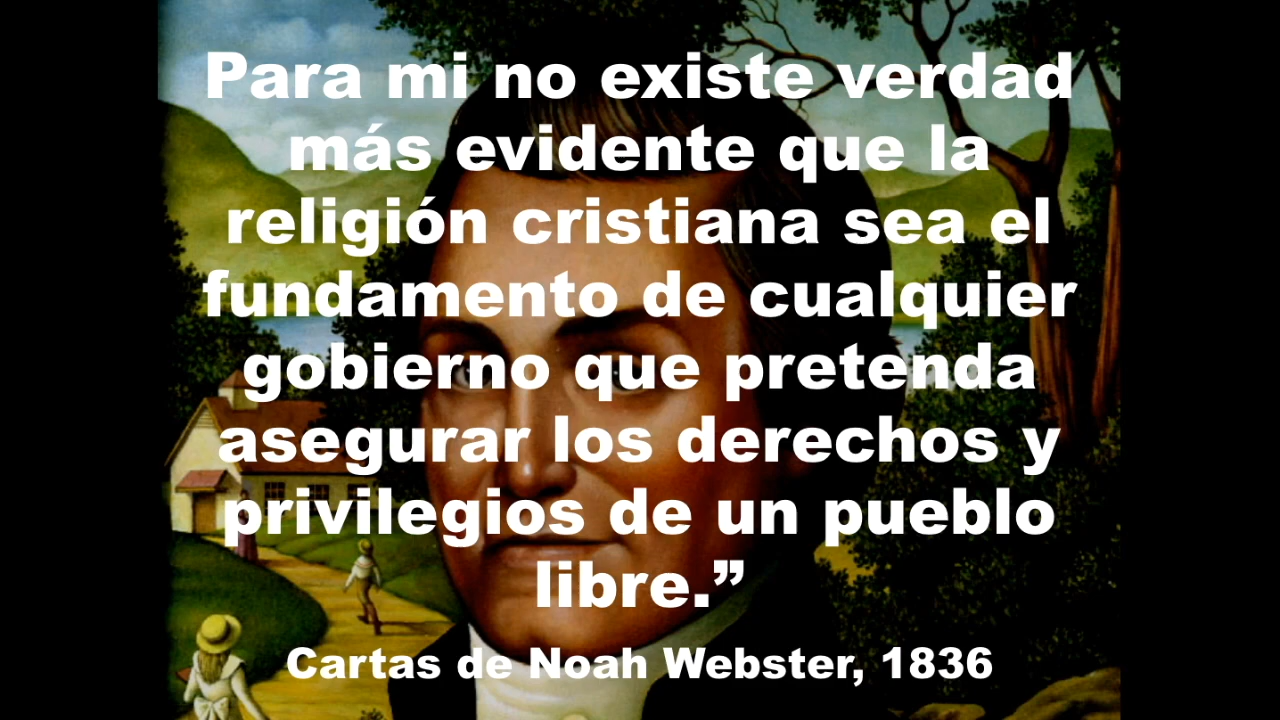 Para mi no existe verdad
más evidente que la
religión cristiana sea el
fundamento de cualquier
gobierno que pretenda
asegurar los derechos y
privilegios de un pueblo
libre.”
Cartas de Noah Webster, 1836